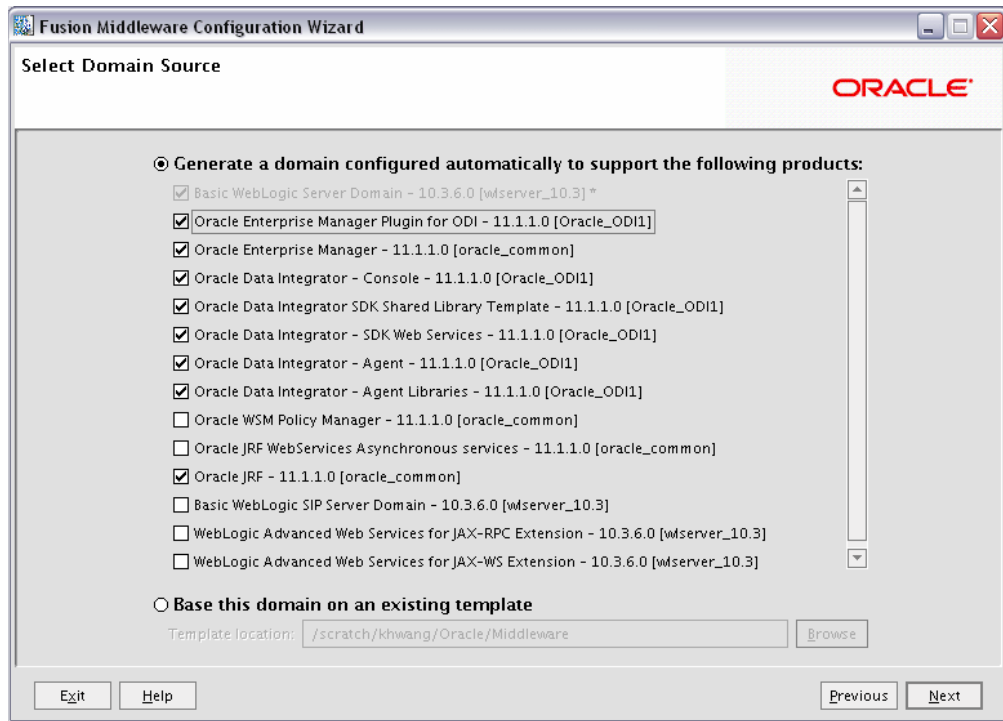 Fusion Middleware Configuration Wizard
Select Domain Source
ORACLE
Generate a domain configured automatically to support the following products:
Basic WebLogic Server Domain - 10.3.6.0 [wlserver_10.3] *
Oracle Enterprise Manager Plugin for ODI - 11.1.1.0 [Oracle_ODI1]
Oracle Enterprise Manager - 11.1.1.0 [oracle_common]
Oracle Data Integrator - Console - 11.1.1.0 [Oracle_ODI1]
Oracle Data Integrator SDK Shared Library Template - 11.1.1.0 [Oracle_ODI1]
Oracle Data Integrator - SDK Web Services - 11.1.1.0 [Oracle_ODI1]
Oracle Data Integrator - Agent - 11.1.1.0 [Oracle_ODI1]
Oracle Data Integrator - Agent Libraries - 11.1.1.0 [Oracle_ODI1]
Oracle WSM Policy Manager - 11.1.1.0 [oracle_common]
Oracle JRF WebServices Asynchronous services - 11.1.1.0 [oracle_common]
Oracle JRF - 11.1.1.0 [oracle_common]
Basic WebLogic SIP Server Domain - 10.3.6.0 [wlserver_10.3]
WebLogic Advanced Web Services for JAX-RPC Extension - 10.3.6.0 [wlserver_10.3]
WebLogic Advanced Web Services for JAX-WS Extension - 10.3.6.0 [wlserver_10.3]
Base this domain on an existing template
Template location: /scratch/khwang/Oracle/Middleware Browse
Exit Help Previous Next